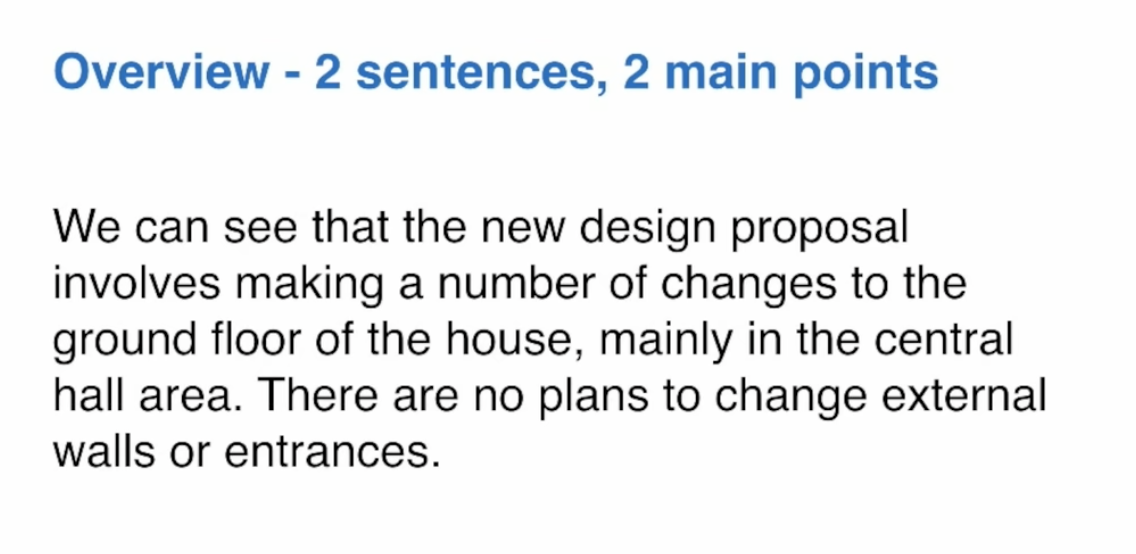 Overview - 2 sentences, 2 main points
We can see that the new design proposal
involves making a number of changes to the
ground floor of the house, mainly in the central
hall area. There are no plans to change external
walls or entrances.